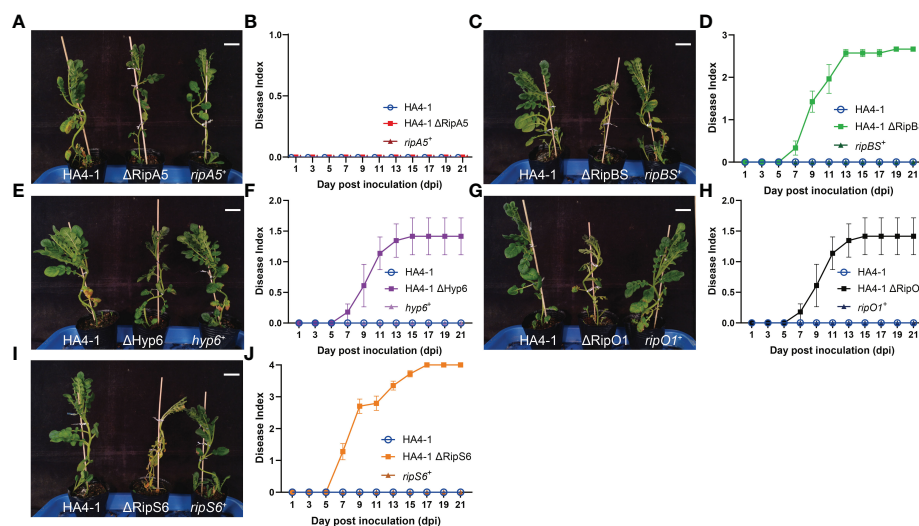 A
HA4-1 ΔRipA5 ripA5⁺
B
Disease Index
1.0
0.5
0.0
HA4-1
HA4-1 ΔRipA5
ripA5⁺
1 3 5 7 9 11 13 15 17 19 21
Day post inoculation (dpi)
C
HA4-1 ΔRipBS ripBS⁺
D
Disease Index
3
2
1
0
HA4-1
HA4-1 ΔRipB
ripBS⁺
1 3 5 7 9 11 13 15 17 19 21
Day post inoculation (dpi)
E
HA4-1 ΔHyp6 hyp6⁺
F
Disease Index
2.0
1.5
1.0
0.5
0.0
HA4-1
HA4-1 ΔHyp6
hyp6⁺
1 3 5 7 9 11 13 15 17 19 21
Day post inoculation (dpi)
G
HA4-1 ΔRipO1 ripO1⁺
H
Disease Index
2.0
1.5
1.0
0.5
0.0
HA4-1
HA4-1 ΔRipO
ripO1⁺
1 3 5 7 9 11 13 15 17 19 21
Day post inoculation (dpi)
I
HA4-1 ΔRipS6 ripS6⁺
J
Disease Index
4
3
2
1
0
HA4-1
HA4-1 ΔRipS6
ripS6⁺
1 3 5 7 9 11 13 15 17 19 21
Day post inoculation (dpi)